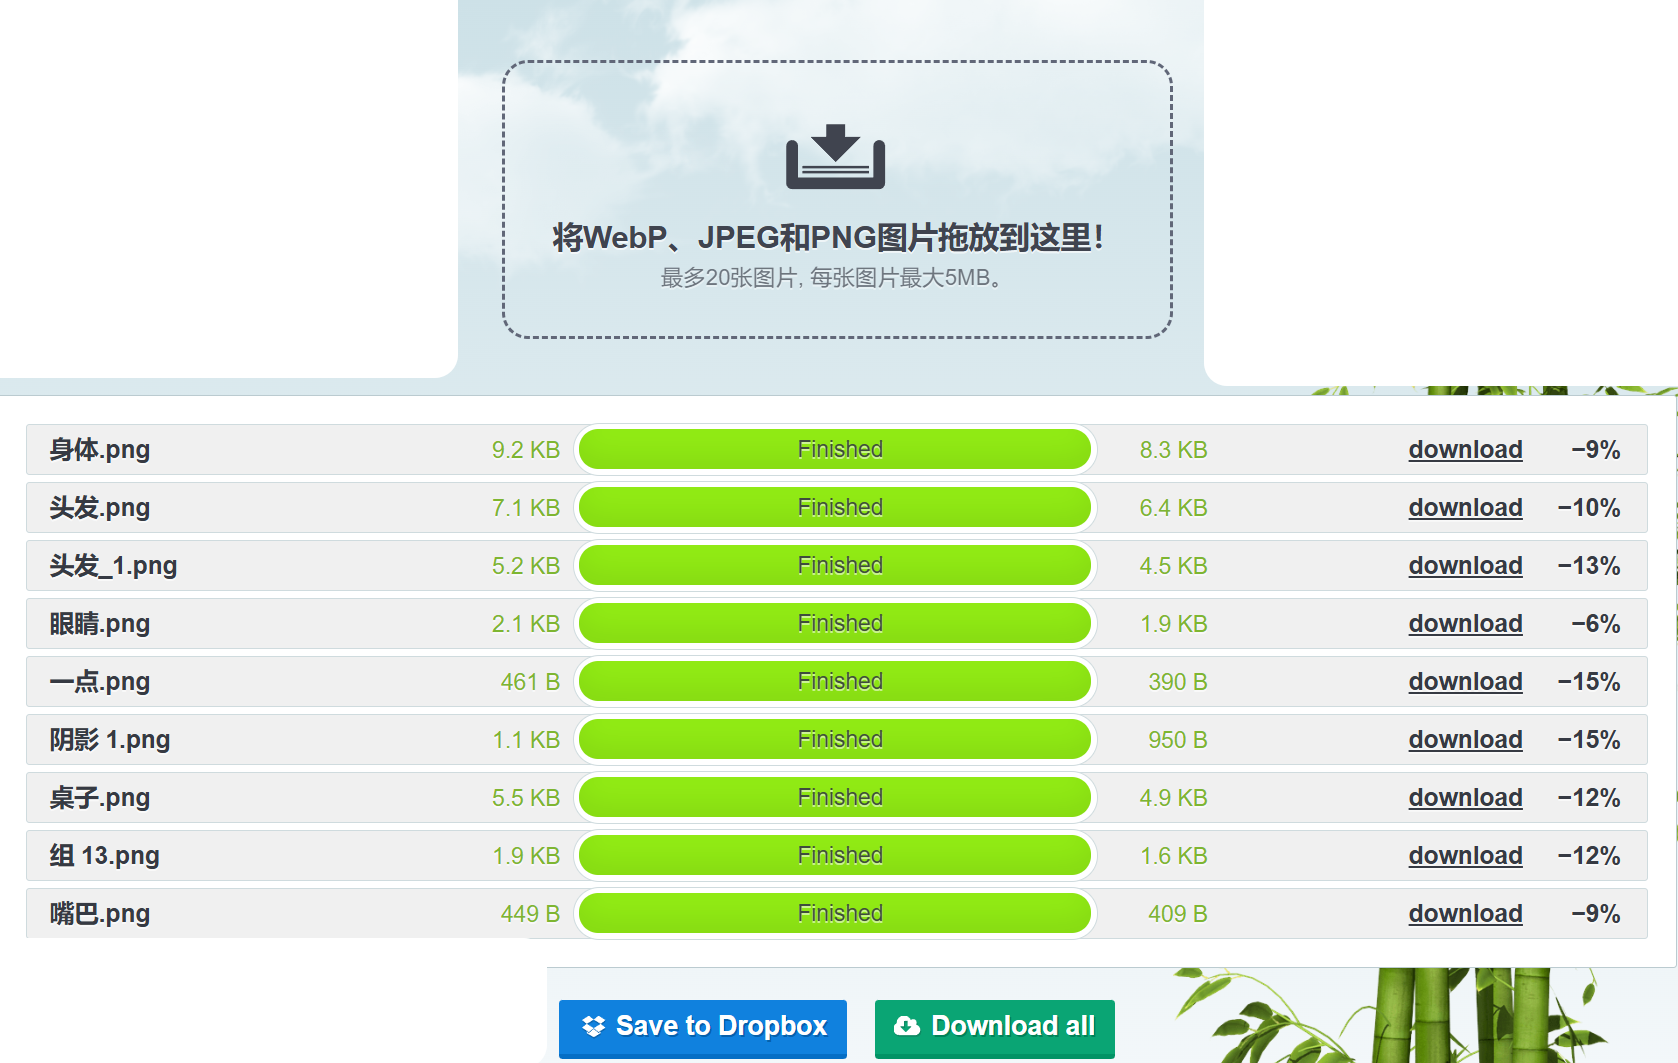 将WebP、JPEG和PNG图片拖放到这里！
最多20张图片, 每张图片最大5MB。
身体.png 9.2 KB Finished 8.3 KB download −9%
头发.png 7.1 KB Finished 6.4 KB download −10%
头发_1.png 5.2 KB Finished 4.5 KB download −13%
眼睛.png 2.1 KB Finished 1.9 KB download −6%
一点.png 461 B Finished 390 B download −15%
阴影 1.png 1.1 KB Finished 950 B download −15%
桌子.png 5.5 KB Finished 4.9 KB download −12%
组 13.png 1.9 KB Finished 1.6 KB download −12%
嘴巴.png 449 B Finished 409 B download −9%
Save to Dropbox Download all